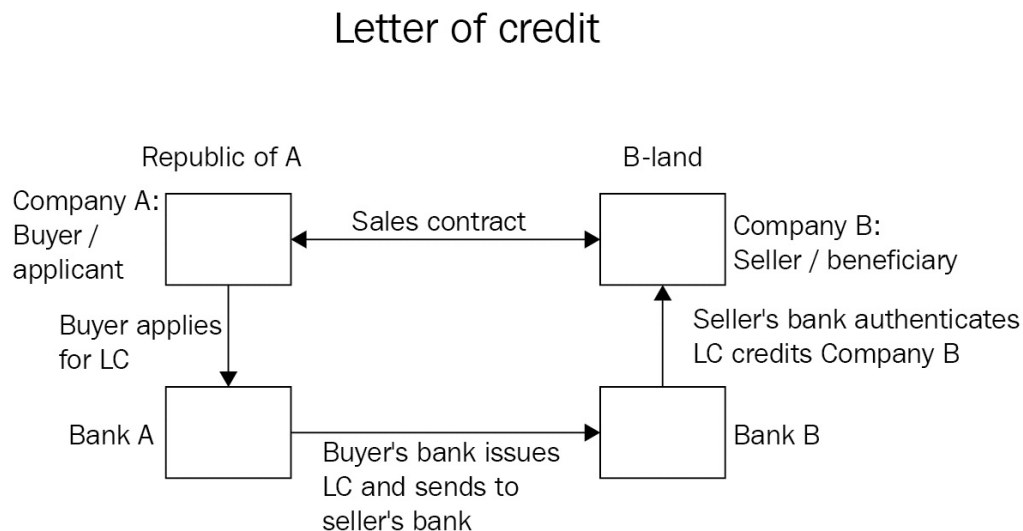 Letter of credit
Republic of A
B-land
Company A:
Buyer /
applicant
Sales contract
Company B:
Seller / beneficiary
Buyer applies
for LC
Seller's bank authenticates
LC credits Company B
Bank A
Buyer's bank issues
LC and sends to
seller's bank
Bank B